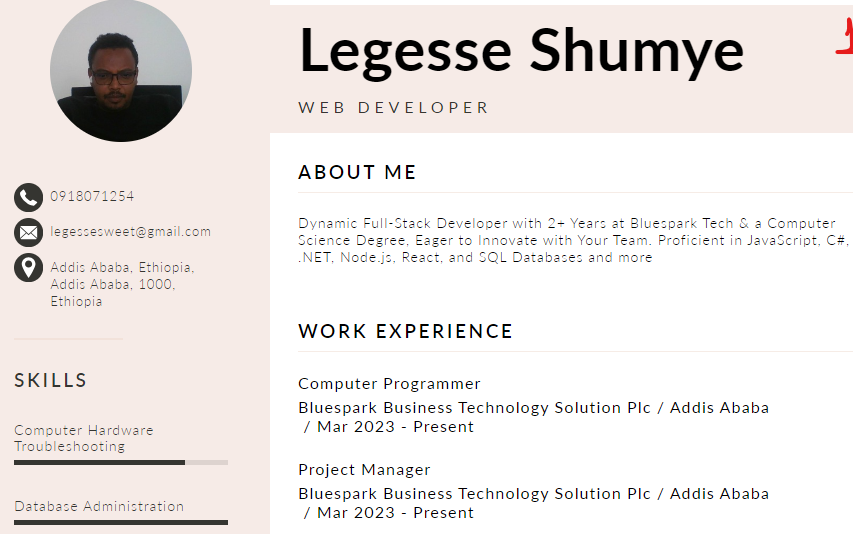 Legesse Shumye
WEB DEVELOPER
0918071254
legessesweet@gmail.com
Addis Ababa, Ethiopia,
Addis Ababa, 1000,
Ethiopia
SKILLS
Computer Hardware
Troubleshooting
Database Administration
ABOUT ME
Dynamic Full-Stack Developer with 2+ Years at Bluespark Tech & a Computer
Science Degree, Eager to Innovate with Your Team. Proficient in JavaScript, C#,
.NET, Node.js, React, and SQL Databases and more
WORK EXPERIENCE
Computer Programmer
Bluespark Business Technology Solution Plc / Addis Ababa
/ Mar 2023 - Present
Project Manager
Bluespark Business Technology Solution Plc / Addis Ababa
/ Mar 2023 - Present